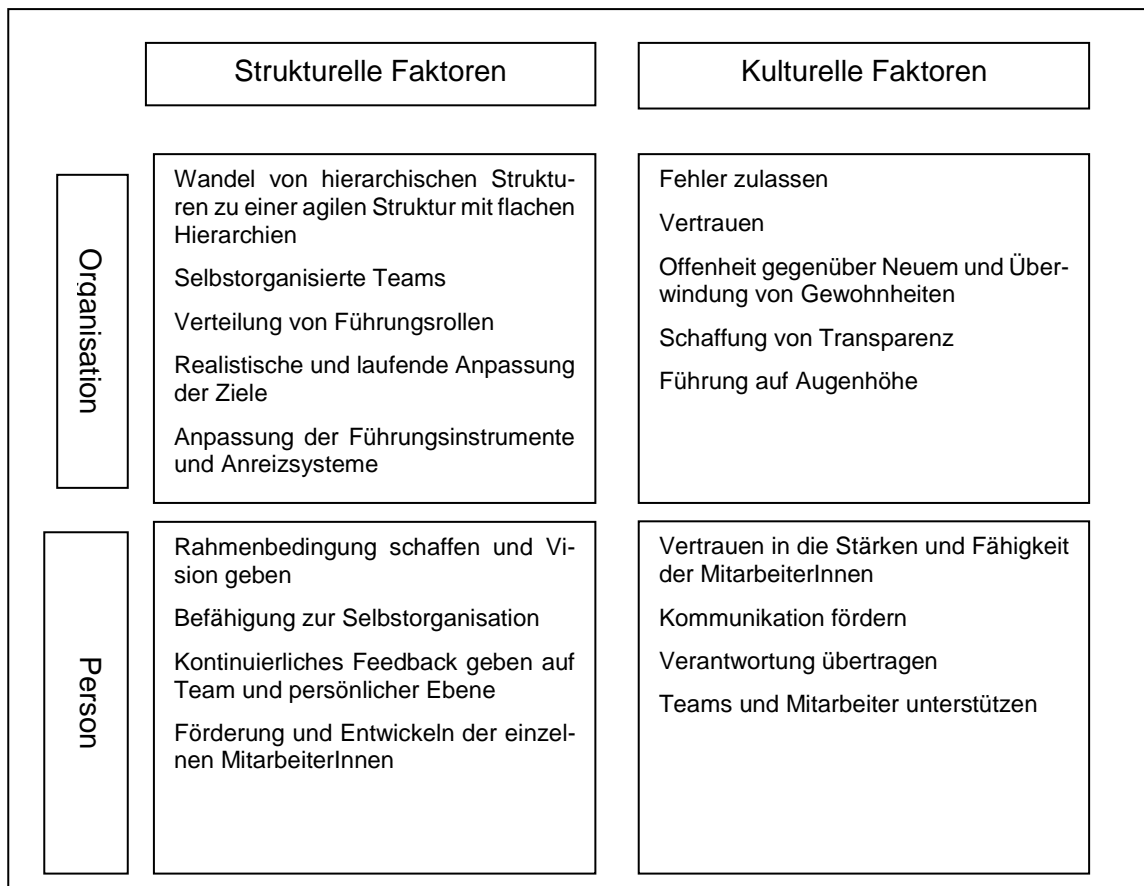 Strukturelle Faktoren
Kulturelle Faktoren
Organisation
Wandel von hierarchischen Struktu-
ren zu einer agilen Struktur mit flachen
Hierarchien
Selbstorganisierte Teams
Verteilung von Führungsrollen
Realistische und laufende Anpassung
der Ziele
Anpassung der Führungsinstrumente
und Anreizsysteme
Fehler zulassen
Vertrauen
Offenheit gegenüber Neuem und Über-
windung von Gewohnheiten
Schaffung von Transparenz
Führung auf Augenhöhe
Person
Rahmenbedingung schaffen und Vi-
sion geben
Befähigung zur Selbstorganisation
Kontinuierliches Feedback geben auf
Team und persönlicher Ebene
Förderung und Entwickeln der einzel-
nen MitarbeiterInnen
Vertrauen in die Stärken und Fähigkeit
der MitarbeiterInnen
Kommunikation fördern
Verantwortung übertragen
Teams und Mitarbeiter unterstützen